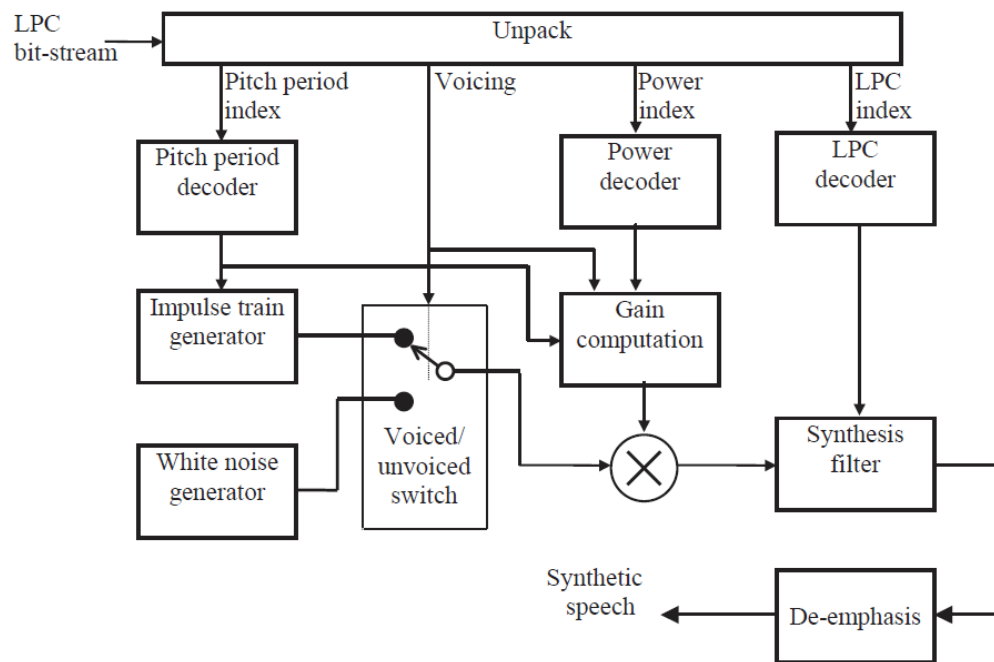 LPC
bit-stream
Unpack
Pitch period
index
Voicing
Power
index
LPC
index
Pitch period
decoder
Power
decoder
LPC
decoder
Impulse train
generator
Gain
computation
White noise
generator
Voiced/
unvoiced
switch
Synthesis
filter
Synthetic
speech
De-emphasis